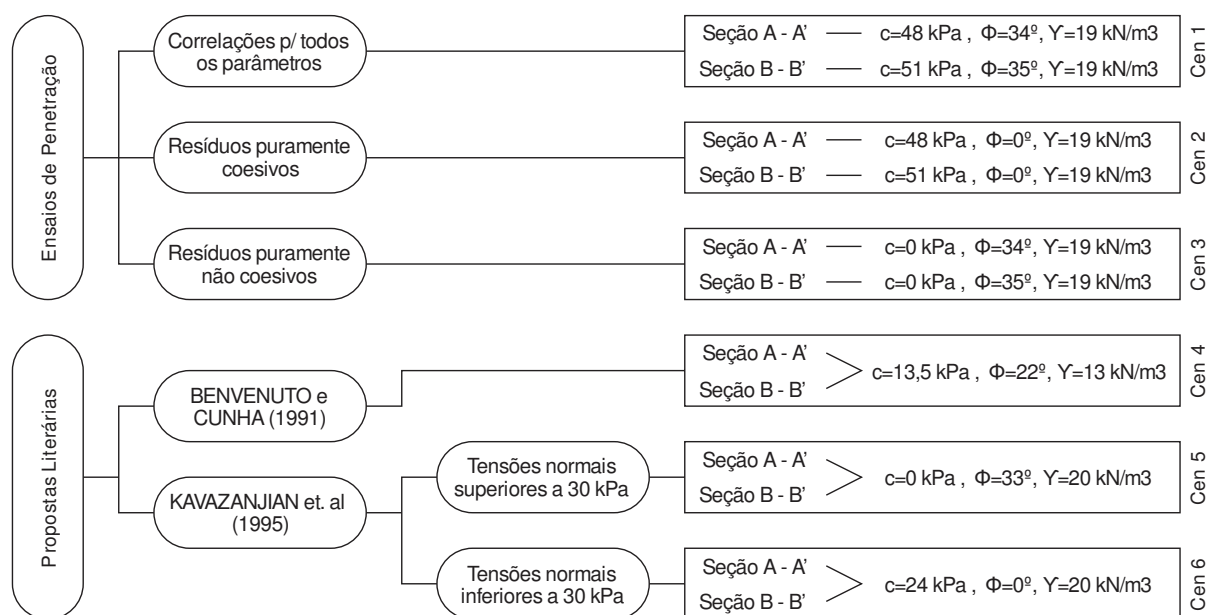 Ensaios de Penetração
Correlações p/ todos
os parâmetros
Seção A - A’ c=48 kPa , Φ=34º, ϒ=19 kN/m3
Seção B - B’ c=51 kPa , Φ=35º, ϒ=19 kN/m3
Cen 1
Resíduos puramente
coesivos
Seção A - A’ c=48 kPa , Φ=0º, ϒ=19 kN/m3
Seção B - B’ c=51 kPa , Φ=0º, ϒ=19 kN/m3
Cen 2
Resíduos puramente
não coesivos
Seção A - A’ c=0 kPa , Φ=34º, ϒ=19 kN/m3
Seção B - B’ c=0 kPa , Φ=35º, ϒ=19 kN/m3
Cen 3
Propostas Literárias
BENVENUTO e
CUNHA (1991)
Seção A - A’
Seção B - B’
c=13,5 kPa , Φ=22º, ϒ=13 kN/m3
Cen 4
KAVAZANJIAN et. al
(1995)
Tensões normais
superiores a 30 kPa
Seção A - A’
Seção B - B’
c=0 kPa , Φ=33º, ϒ=20 kN/m3
Cen 5
Tensões normais
inferiores a 30 kPa
Seção A - A’
Seção B - B’
c=24 kPa , Φ=0º, ϒ=20 kN/m3
Cen 6